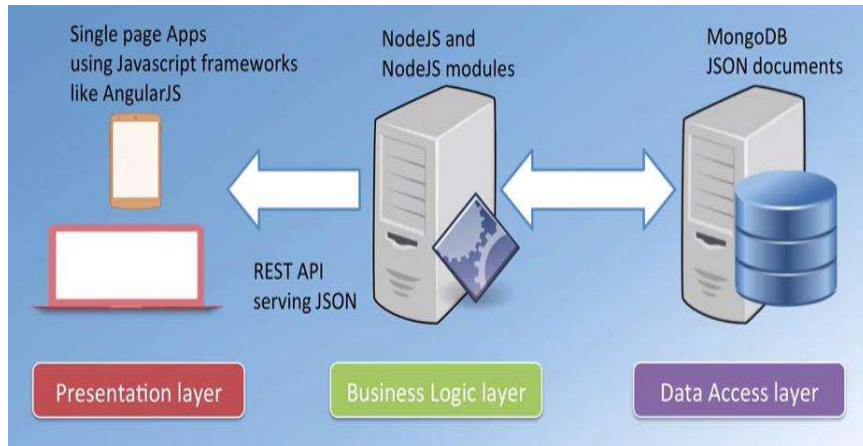 Single page Apps
using Javascript frameworks
like AngularJS
NodeJS and
NodeJS modules
MongoDB
JSON documents
REST API
serving JSON
Presentation layer
Business Logic layer
Data Access layer